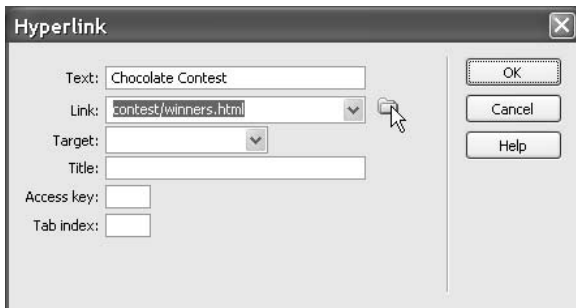 Hyperlink
Text: Chocolate Contest
Link: contest/winners.html
Target:
Title:
Access key:
Tab index:
OK
Cancel
Help